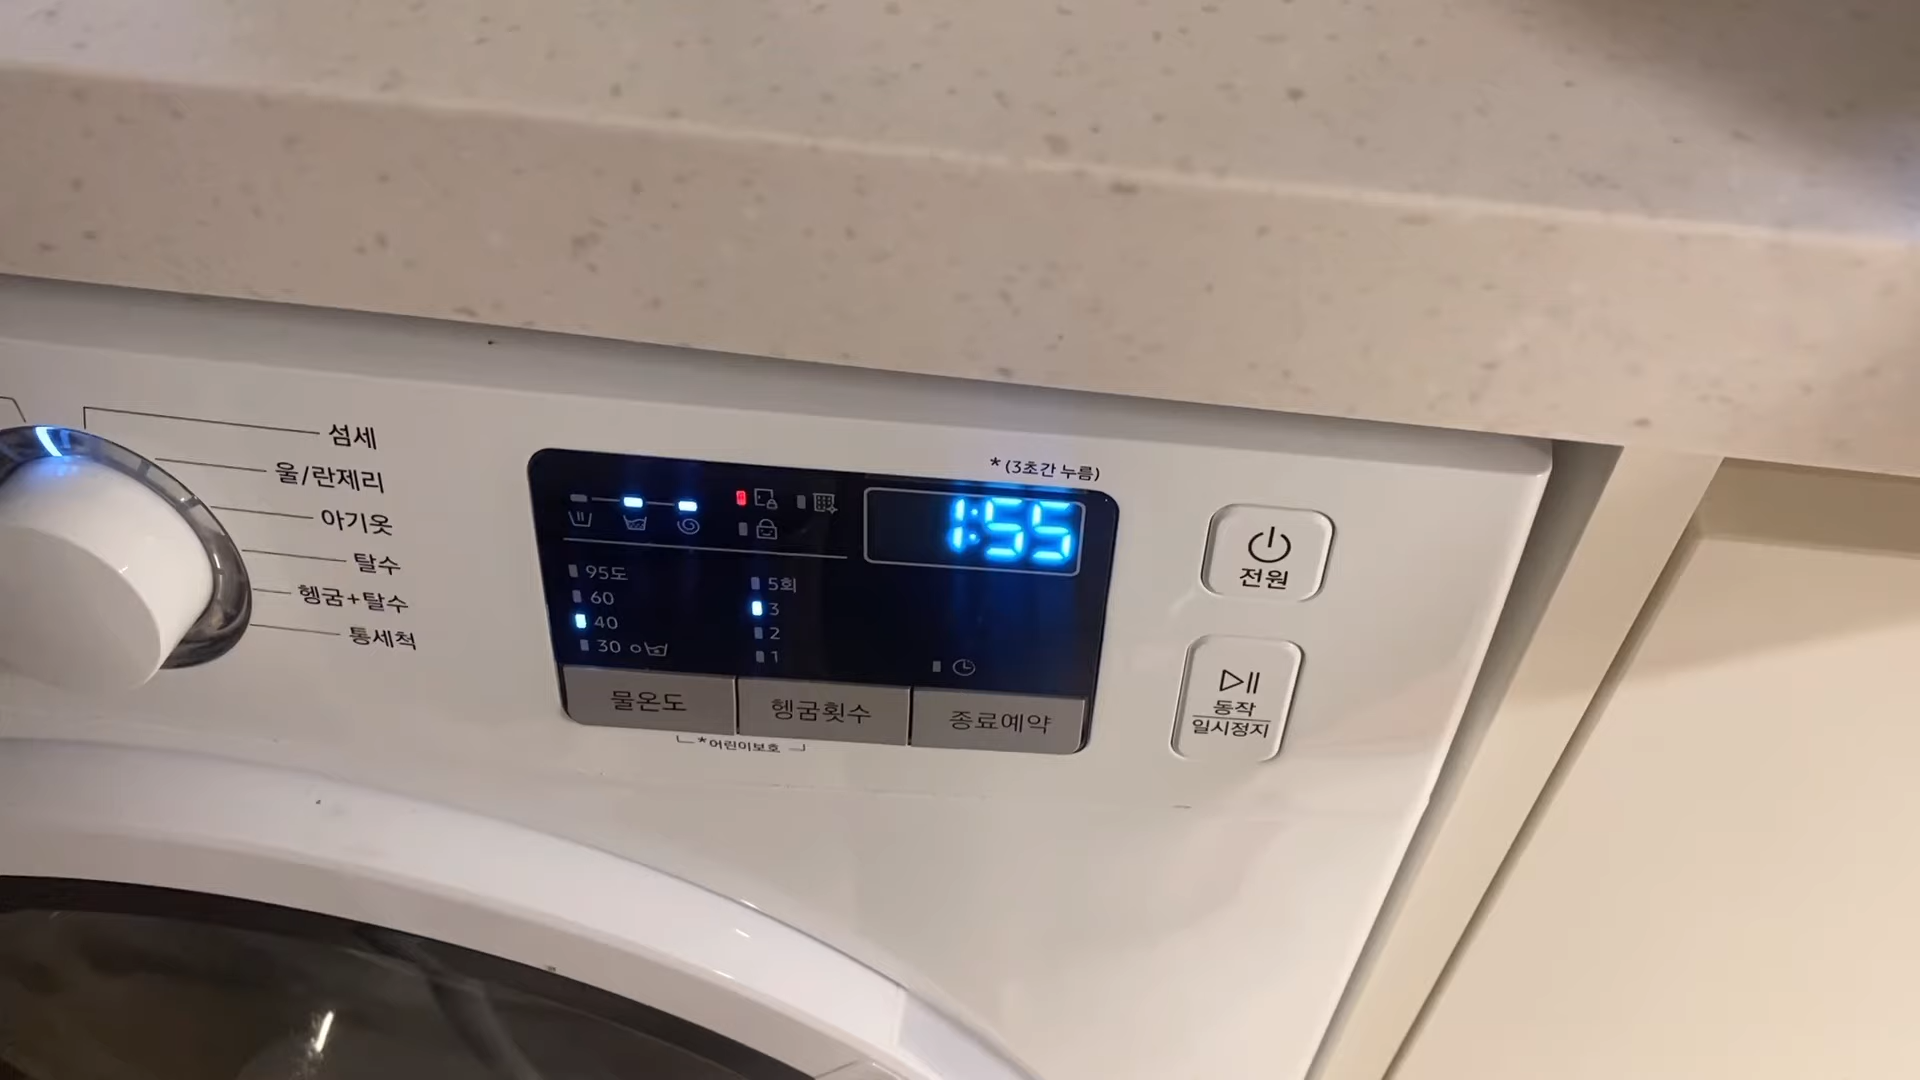 섬세
울/란제리
아기옷
탈수
헹굼+탈수
통세척
*(3초간 누름)
1:55
95도
60
40
30
5회
3
2
1
물온도
헹굼횟수
종료예약
*어린이보호
전원
동작
일시정지